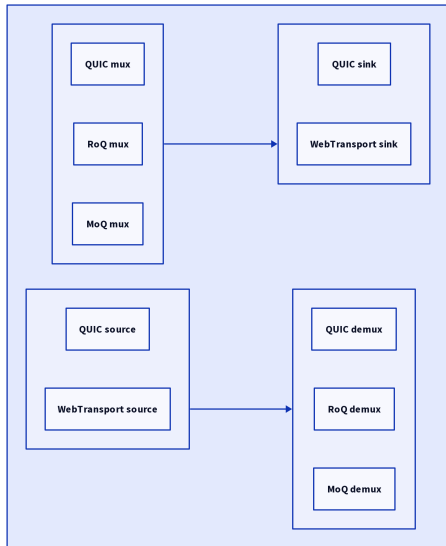 QUIC mux
RoQ mux
MoQ mux
QUIC sink
WebTransport sink
QUIC source
WebTransport source
QUIC demux
RoQ demux
MoQ demux